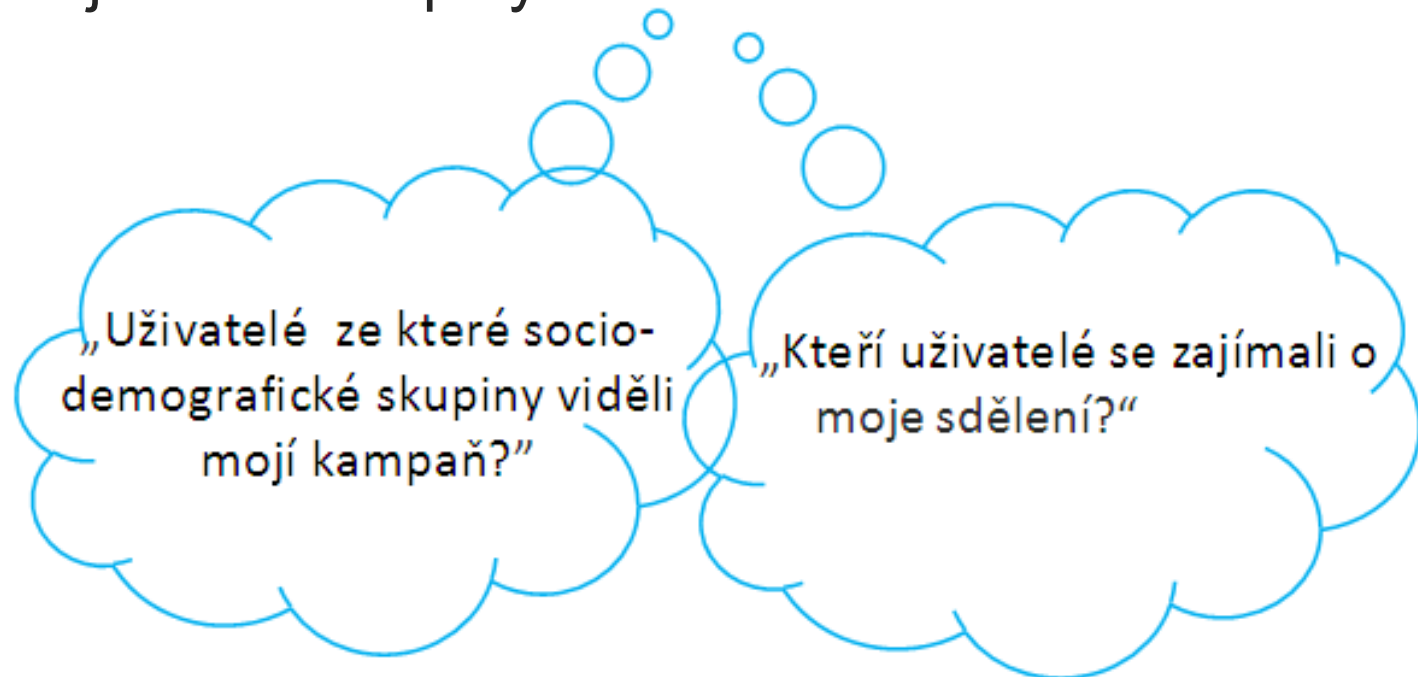 „Uživatelé ze které socio-
demografické skupiny viděli
mojí kampaň?”
„Kteří uživatelé se zajímali o
moje sdělení?“